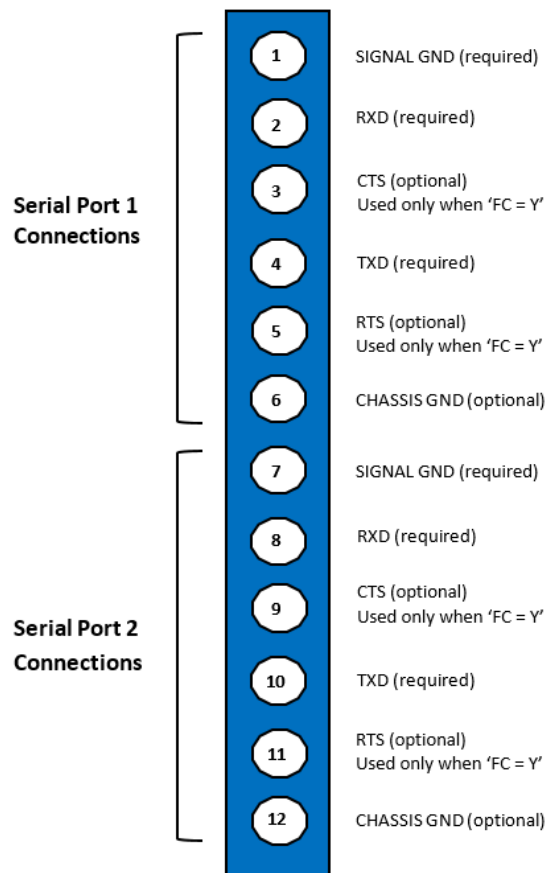 1
SIGNAL GND (required)
2
RXD (required)
3
CTS (optional)
Used only when ‘FC = Y’
Serial Port 1
Connections
4
TXD (required)
5
RTS (optional)
Used only when ‘FC = Y’
6
CHASSIS GND (optional)
7
SIGNAL GND (required)
8
RXD (required)
9
CTS (optional)
Used only when ‘FC = Y’
Serial Port 2
Connections
10
TXD (required)
11
RTS (optional)
Used only when ‘FC = Y’
12
CHASSIS GND (optional)